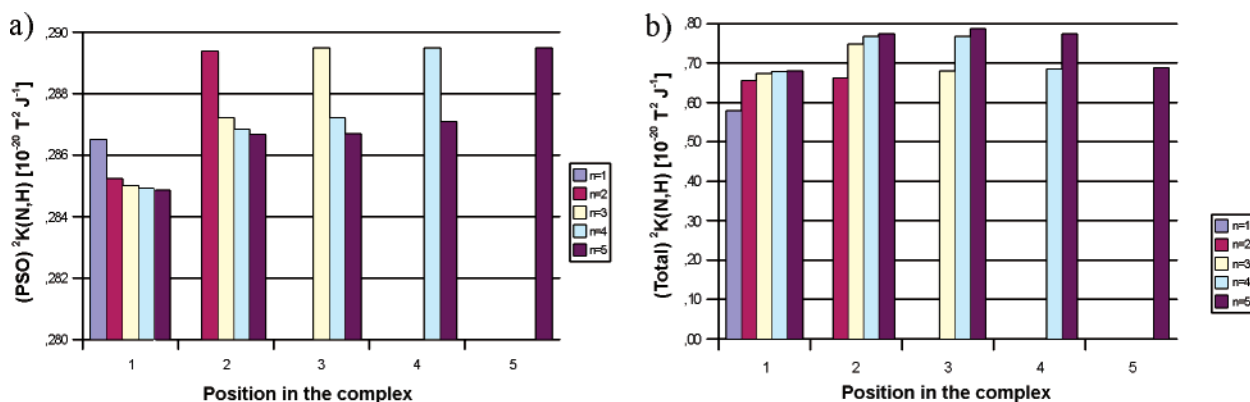 a)
,290
,288
,286
,284
,282
,280
(PSO) ²K(N,H) [10⁻²⁰ T² J⁻¹]
1 2 3 4 5
Position in the complex
n=1
n=2
n=3
n=4
n=5
b)
,80
,70
,60
,50
,40
,30
,20
,10
,00
(Total) ²K(N,H) [10⁻²⁰ T² J⁻¹]
1 2 3 4 5
Position in the complex
n=1
n=2
n=3
n=4
n=5